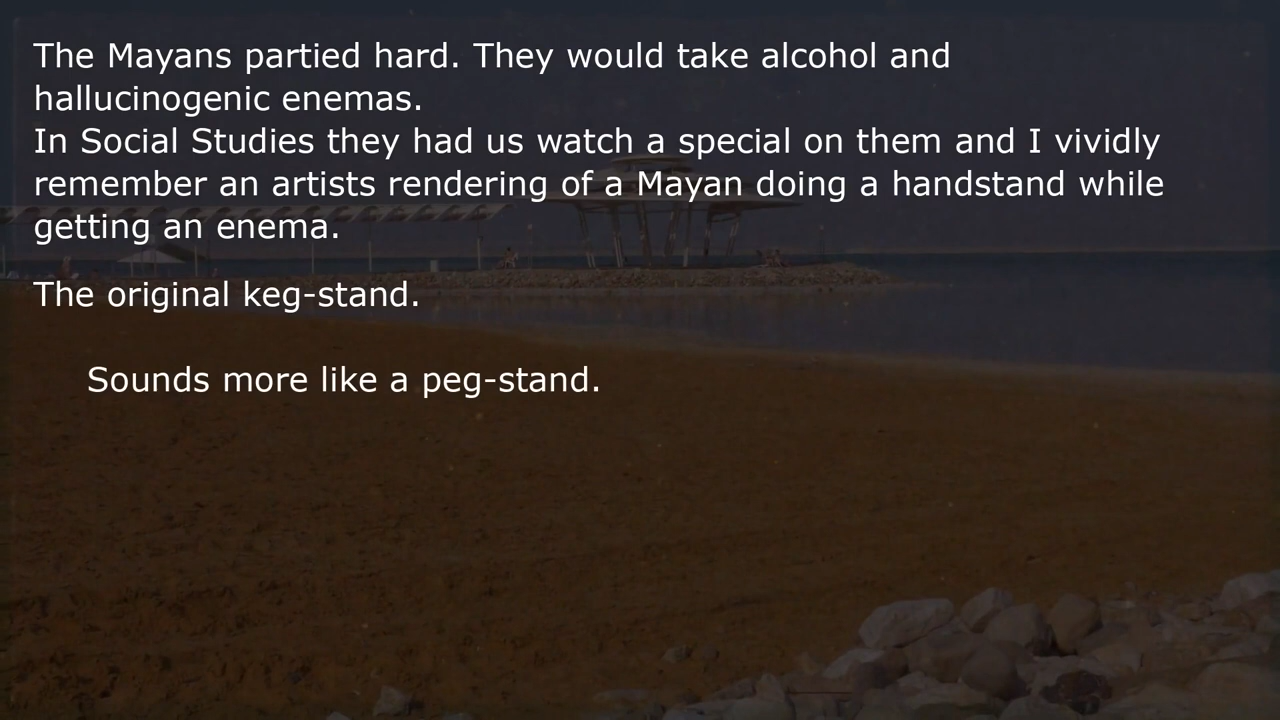 The Mayans partied hard. They would take alcohol and
hallucinogenic enemas.
In Social Studies they had us watch a special on them and I vividly
remember an artists rendering of a Mayan doing a handstand while
getting an enema.
The original keg-stand.
Sounds more like a peg-stand.